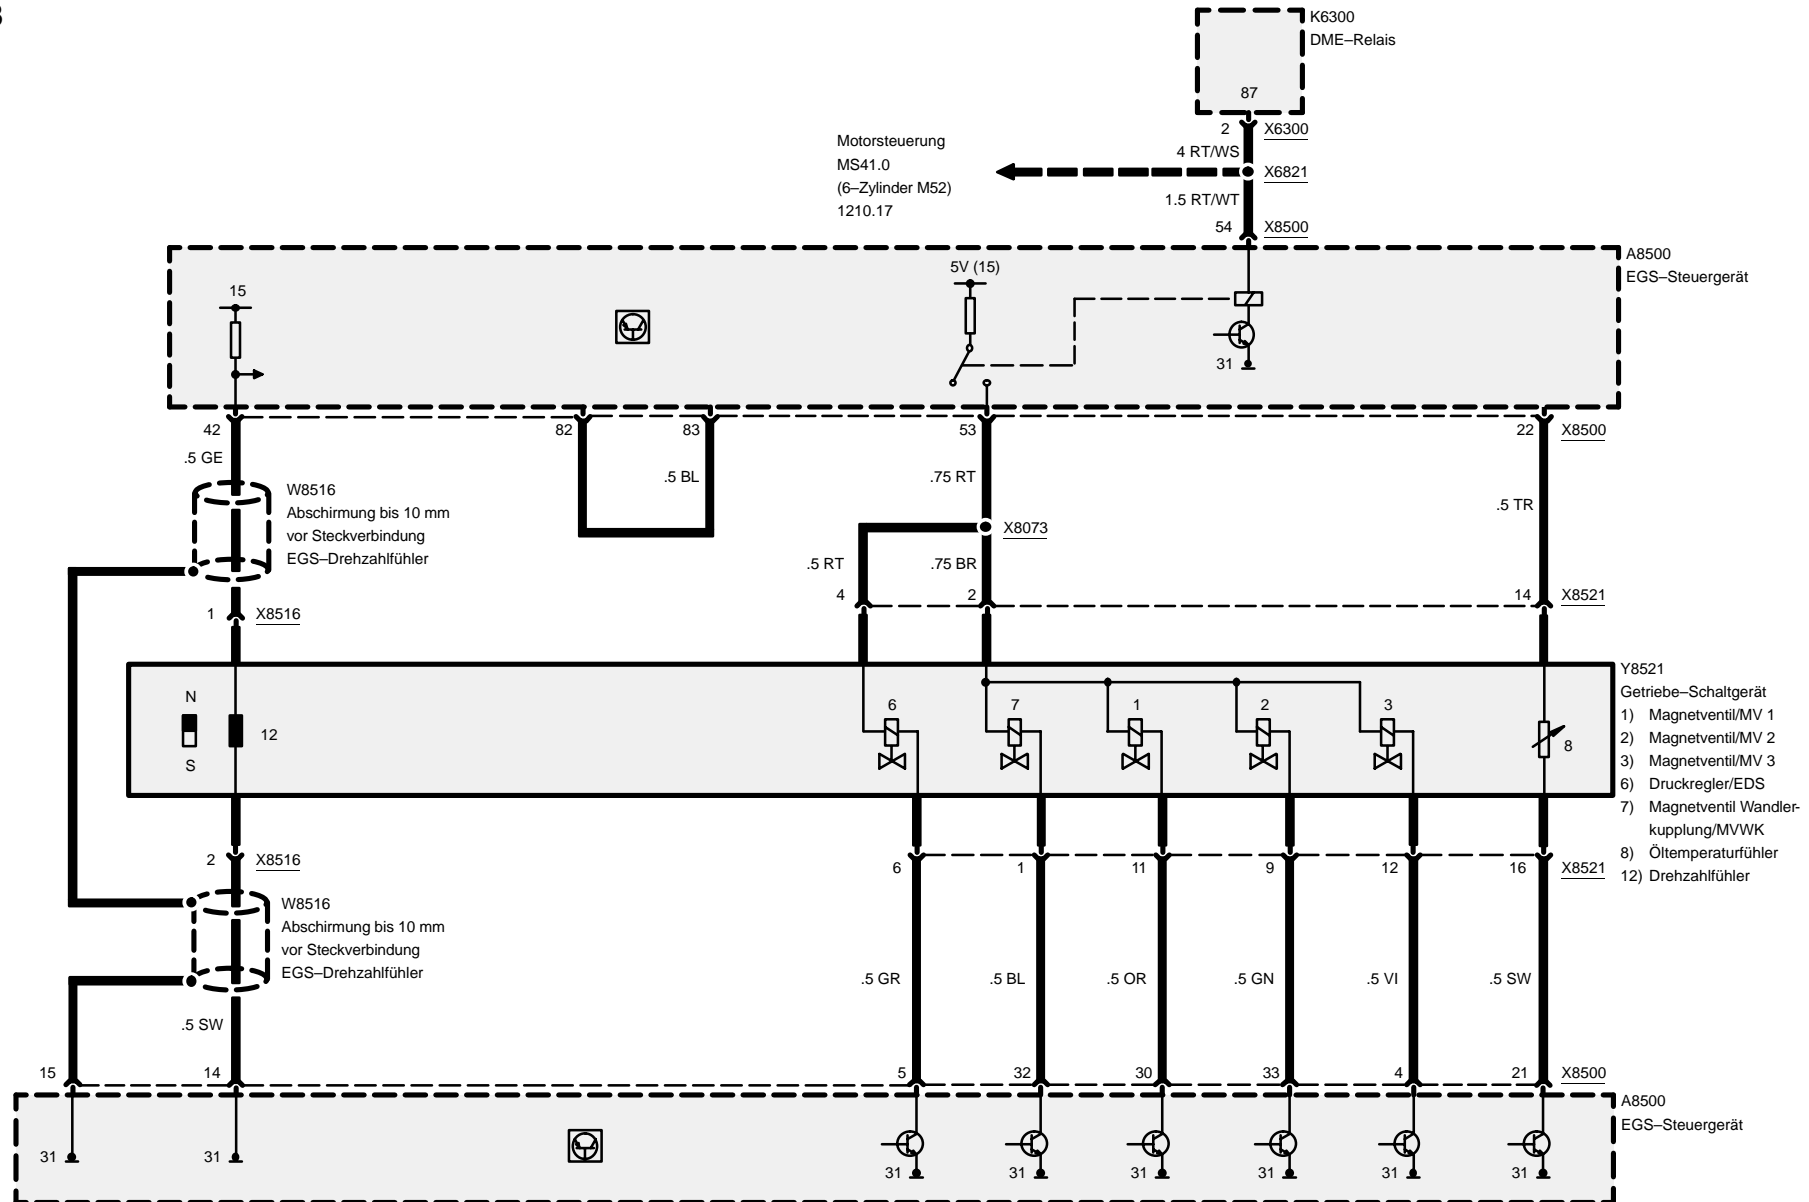 K6300
DME–Relais
87
2 X6300
Motorsteuerung
MS41.0
(6–Zylinder M52)
1210.17
4 RT/WS
X6821
1.5 RT/WT
54 X8500
A8500
EGS–Steuergerät
15
5V (15)
31
42 82 83 53 22 X8500
.5 GE
.5 BL
.75 RT
.5 TR
W8516
Abschirmung bis 10 mm
vor Steckverbindung
EGS–Drehzahlfühler
X8073
.5 RT
.75 BR
4 2 14 X8521
1 X8516
Y8521
Getriebe–Schaltgerät
1) Magnetventil/MV 1
2) Magnetventil/MV 2
3) Magnetventil/MV 3
6) Druckregler/EDS
7) Magnetventil Wandler-
kupplung/MVWK
8) Öltemperaturfühler
12) Drehzahlfühler
N
S
12
6 7 1 2 3
8
2 X8516
6 1 11 9 12 16 X8521
W8516
Abschirmung bis 10 mm
vor Steckverbindung
EGS–Drehzahlfühler
.5 GR .5 BL .5 OR .5 GN .5 VI .5 SW
.5 SW
15 14 5 32 30 33 4 21 X8500
A8500
EGS–Steuergerät
31 31 31 31 31 31 31 31